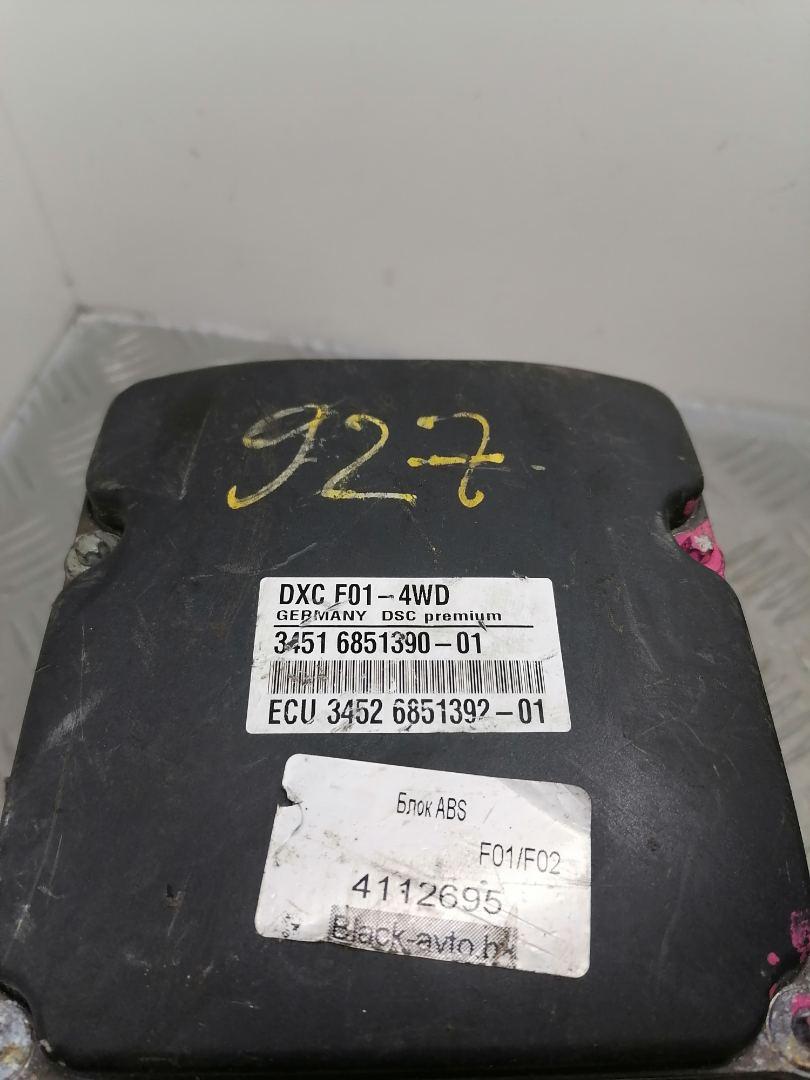 927
DXC F01-4WD
GERMANY DSC premium
3451 6851390-01
ECU 3452 6851392-01
Блок ABS
F01/F02
4112695
Black-avto.by